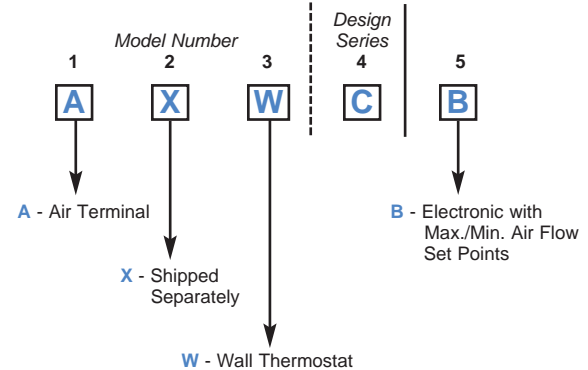 Model Number
Design
Series
1 2 3 4 5
A X W C B
A - Air Terminal
B - Electronic with
Max./Min. Air Flow
Set Points
X - Shipped
Separately
W - Wall Thermostat